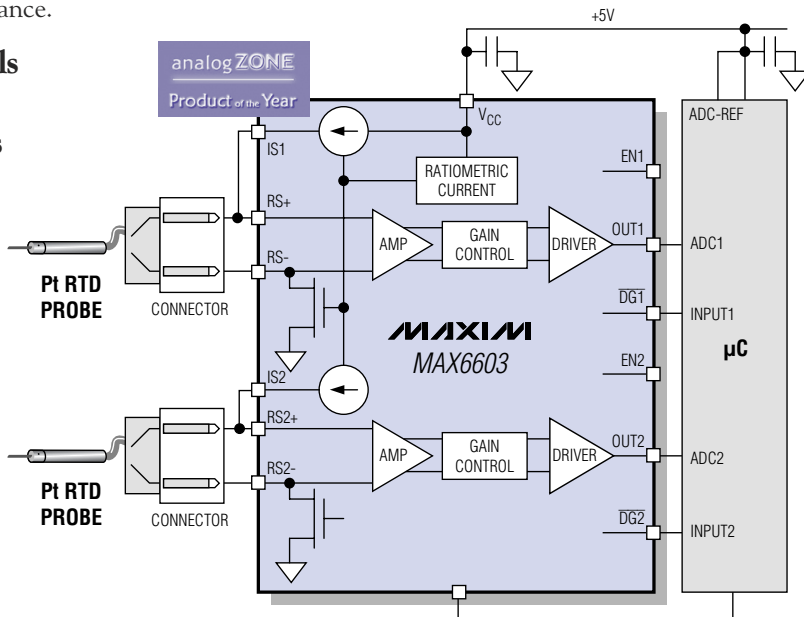 ance.
ls
s
analog ZONE
Product of the Year
+5V
VCC
IS1
RATIOMETRIC
CURRENT
ADC-REF
EN1
RS+
AMP
GAIN
CONTROL
DRIVER
OUT1
ADC1
RS-
Pt RTD
PROBE
CONNECTOR
DG1
INPUT1
MAXIM
MAX6603
µC
IS2
EN2
RS2+
AMP
GAIN
CONTROL
DRIVER
OUT2
ADC2
RS2-
Pt RTD
PROBE
CONNECTOR
DG2
INPUT2